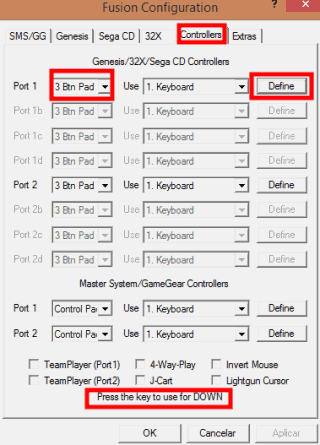 Fusion Configuration ? ×
SMS/GG Genesis Sega CD 32X Controllers Extras
Genesis/32X/Sega CD Controllers
Port 1 3 Btn Pad Use 1. Keyboard Define
Port 1b 3 Btn Pad Use 1. Keyboard Define
Port 1c 3 Btn Pad Use 1. Keyboard Define
Port 1d 3 Btn Pad Use 1. Keyboard Define
Port 2 3 Btn Pad Use 1. Keyboard Define
Port 2b 3 Btn Pad Use 1. Keyboard Define
Port 2c 3 Btn Pad Use 1. Keyboard Define
Port 2d 3 Btn Pad Use 1. Keyboard Define
Master System/GameGear Controllers
Port 1 Control Pa Use 1. Keyboard Define
Port 2 Control Pa Use 1. Keyboard Define
TeamPlayer (Port1) 4-Way-Play Invert Mouse
TeamPlayer (Port2) J-Cart Lightgun Cursor
Press the key to use for DOWN
OK Cancelar Aplicar